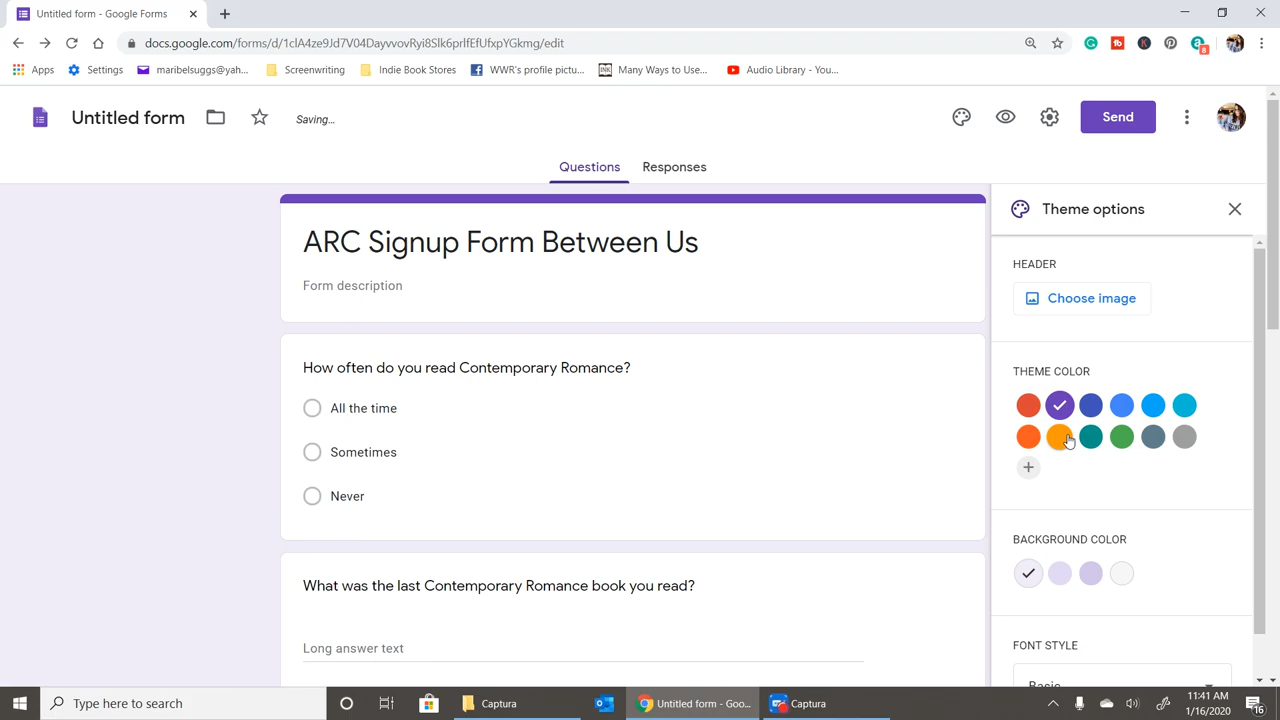 Untitled form - Google Forms
docs.google.com/forms/d/1clA4ze9Jd7V04DayvvovRyi8Slk6prlfEfUfxpYGkmg/edit
8
Apps Settings maribelsuggs@yah... Screenwriting Indie Book Stores WWR's profile pictu... Many Ways to Use... Audio Library - You...
Untitled form Saving... Send
Questions Responses
Theme options
ARC Signup Form Between Us
Form description
HEADER
Choose image
How often do you read Contemporary Romance?
All the time
Sometimes
Never
THEME COLOR
BACKGROUND COLOR
What was the last Contemporary Romance book you read?
Long answer text
FONT STYLE
Basic
Type here to search
Captura
Untitled form - Goo...
Captura
11:41 AM
1/16/2020
16